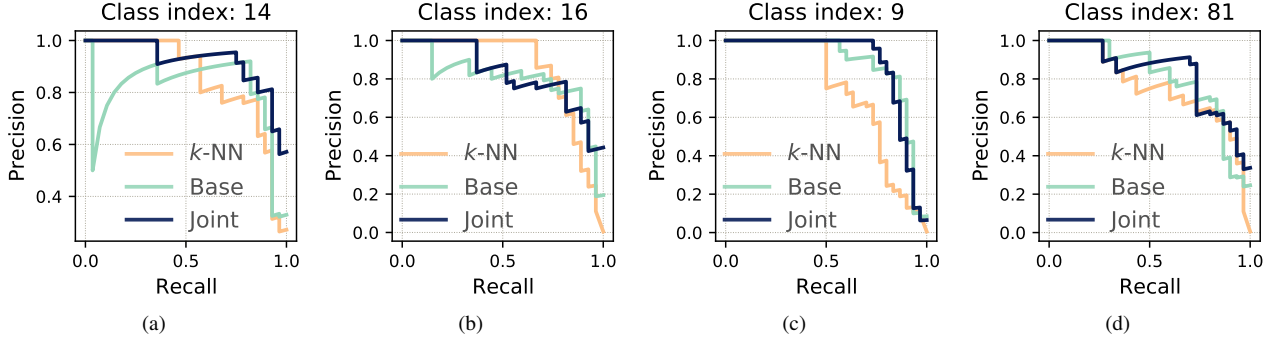 Class index: 14
Precision
1.0
0.8
0.6
0.4
k-NN
Base
Joint
0.0
0.5
1.0
Recall
(a)
Class index: 16
Precision
1.0
0.8
0.6
0.4
0.2
0.0
k-NN
Base
Joint
0.0
0.5
1.0
Recall
(b)
Class index: 9
Precision
1.0
0.8
0.6
0.4
0.2
0.0
k-NN
Base
Joint
0.0
0.5
1.0
Recall
(c)
Class index: 81
Precision
1.0
0.8
0.6
0.4
0.2
0.0
k-NN
Base
Joint
0.0
0.5
1.0
Recall
(d)